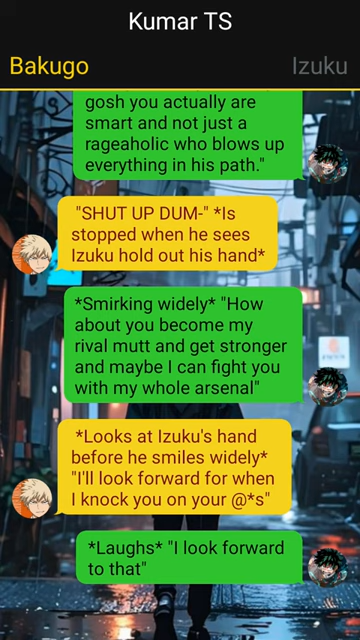 Kumar TS
Bakugo
Izuku
gosh you actually are
smart and not just a
rageaholic who blows up
everything in his path."
"SHUT UP DUM-" *Is
stopped when he sees
Izuku hold out his hand*
*Smirking widely* "How
about you become my
rival mutt and get stronger
and maybe I can fight you
with my whole arsenal"
*Looks at Izuku's hand
before he smiles widely*
"I'll look forward for when
I knock you on your @*s"
*Laughs* "I look forward
to that"